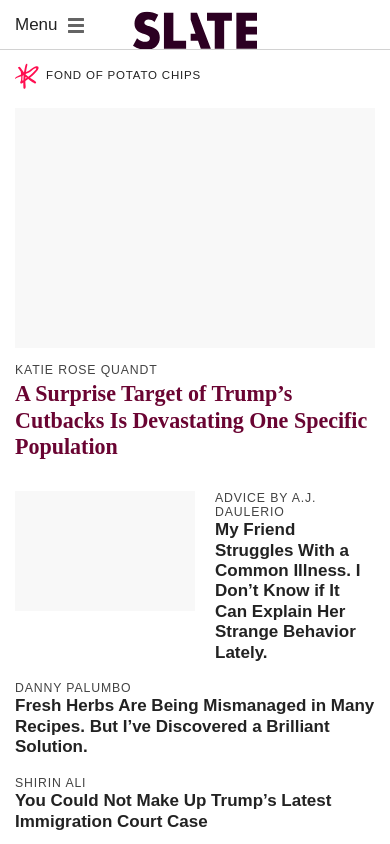 Menu
SLATE
FOND OF POTATO CHIPS
KATIE ROSE QUANDT
A Surprise Target of Trump’s
Cutbacks Is Devastating One Specific
Population
ADVICE BY A.J.
DAULERIO
My Friend
Struggles With a
Common Illness. I
Don’t Know if It
Can Explain Her
Strange Behavior
Lately.
DANNY PALUMBO
Fresh Herbs Are Being Mismanaged in Many
Recipes. But I’ve Discovered a Brilliant
Solution.
SHIRIN ALI
You Could Not Make Up Trump’s Latest
Immigration Court Case